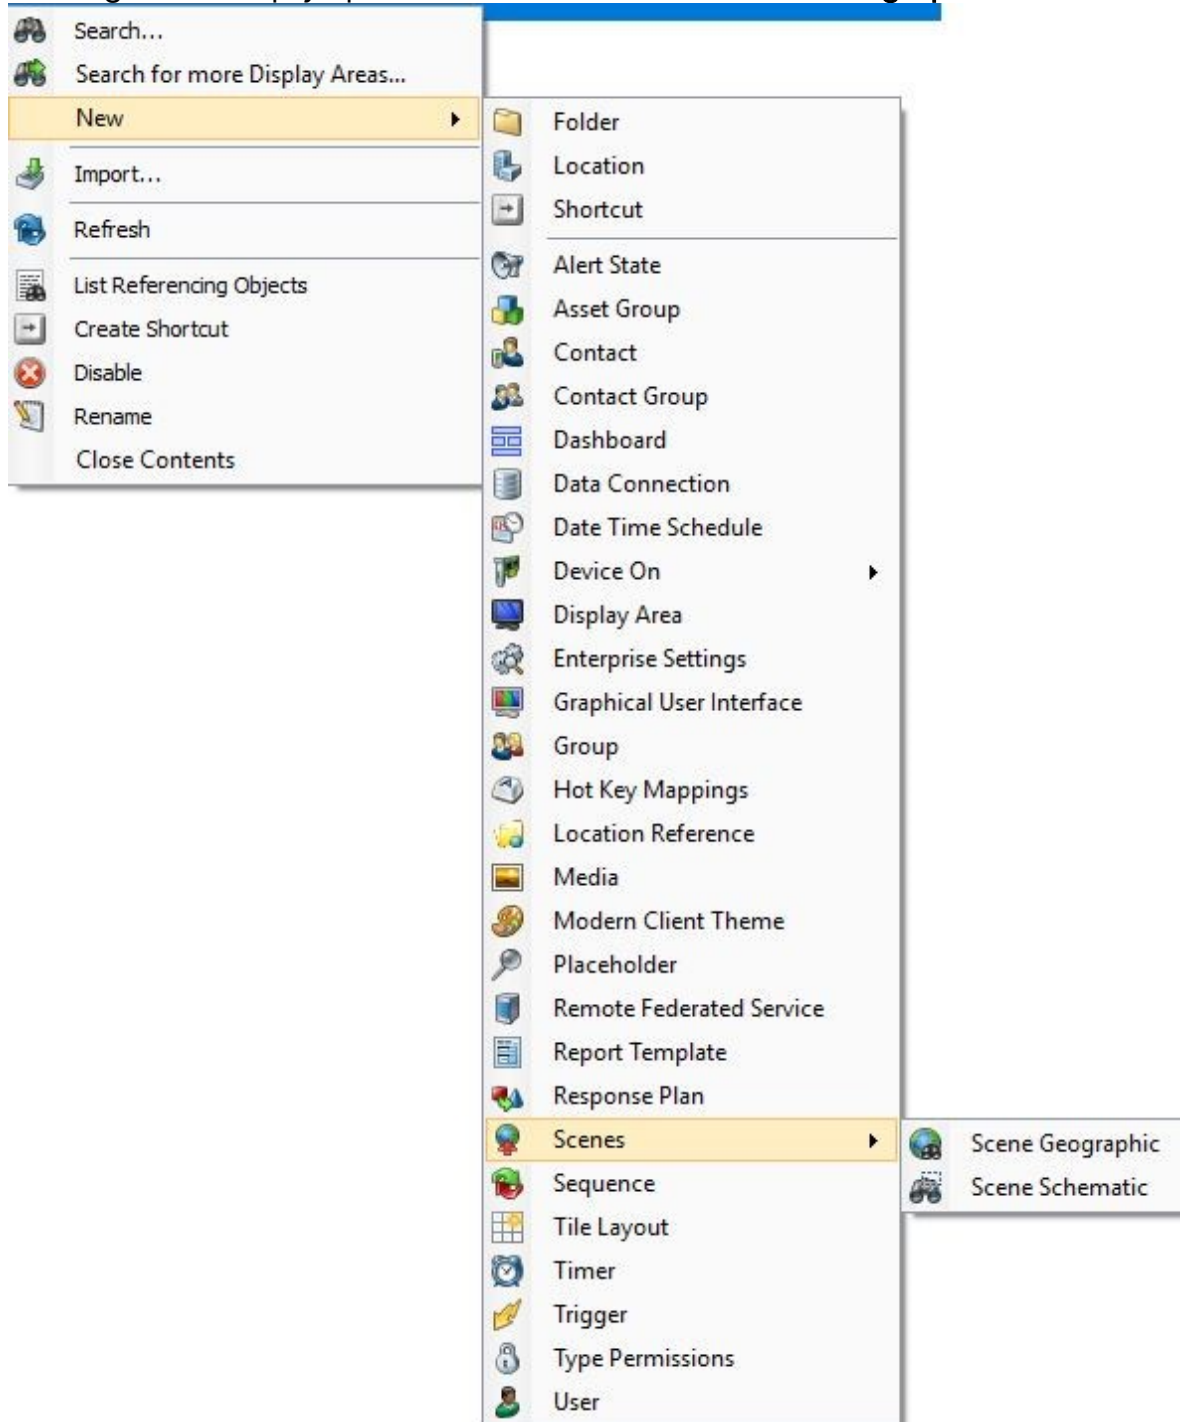 Search...
Search for more Display Areas...
New
Import...
Refresh
List Referencing Objects
Create Shortcut
Disable
Rename
Close Contents
Folder
Location
Shortcut
Alert State
Asset Group
Contact
Contact Group
Dashboard
Data Connection
Date Time Schedule
Device On
Display Area
Enterprise Settings
Graphical User Interface
Group
Hot Key Mappings
Location Reference
Media
Modern Client Theme
Placeholder
Remote Federated Service
Report Template
Response Plan
Scenes
Sequence
Tile Layout
Timer
Trigger
Type Permissions
User
Scene Geographic
Scene Schematic